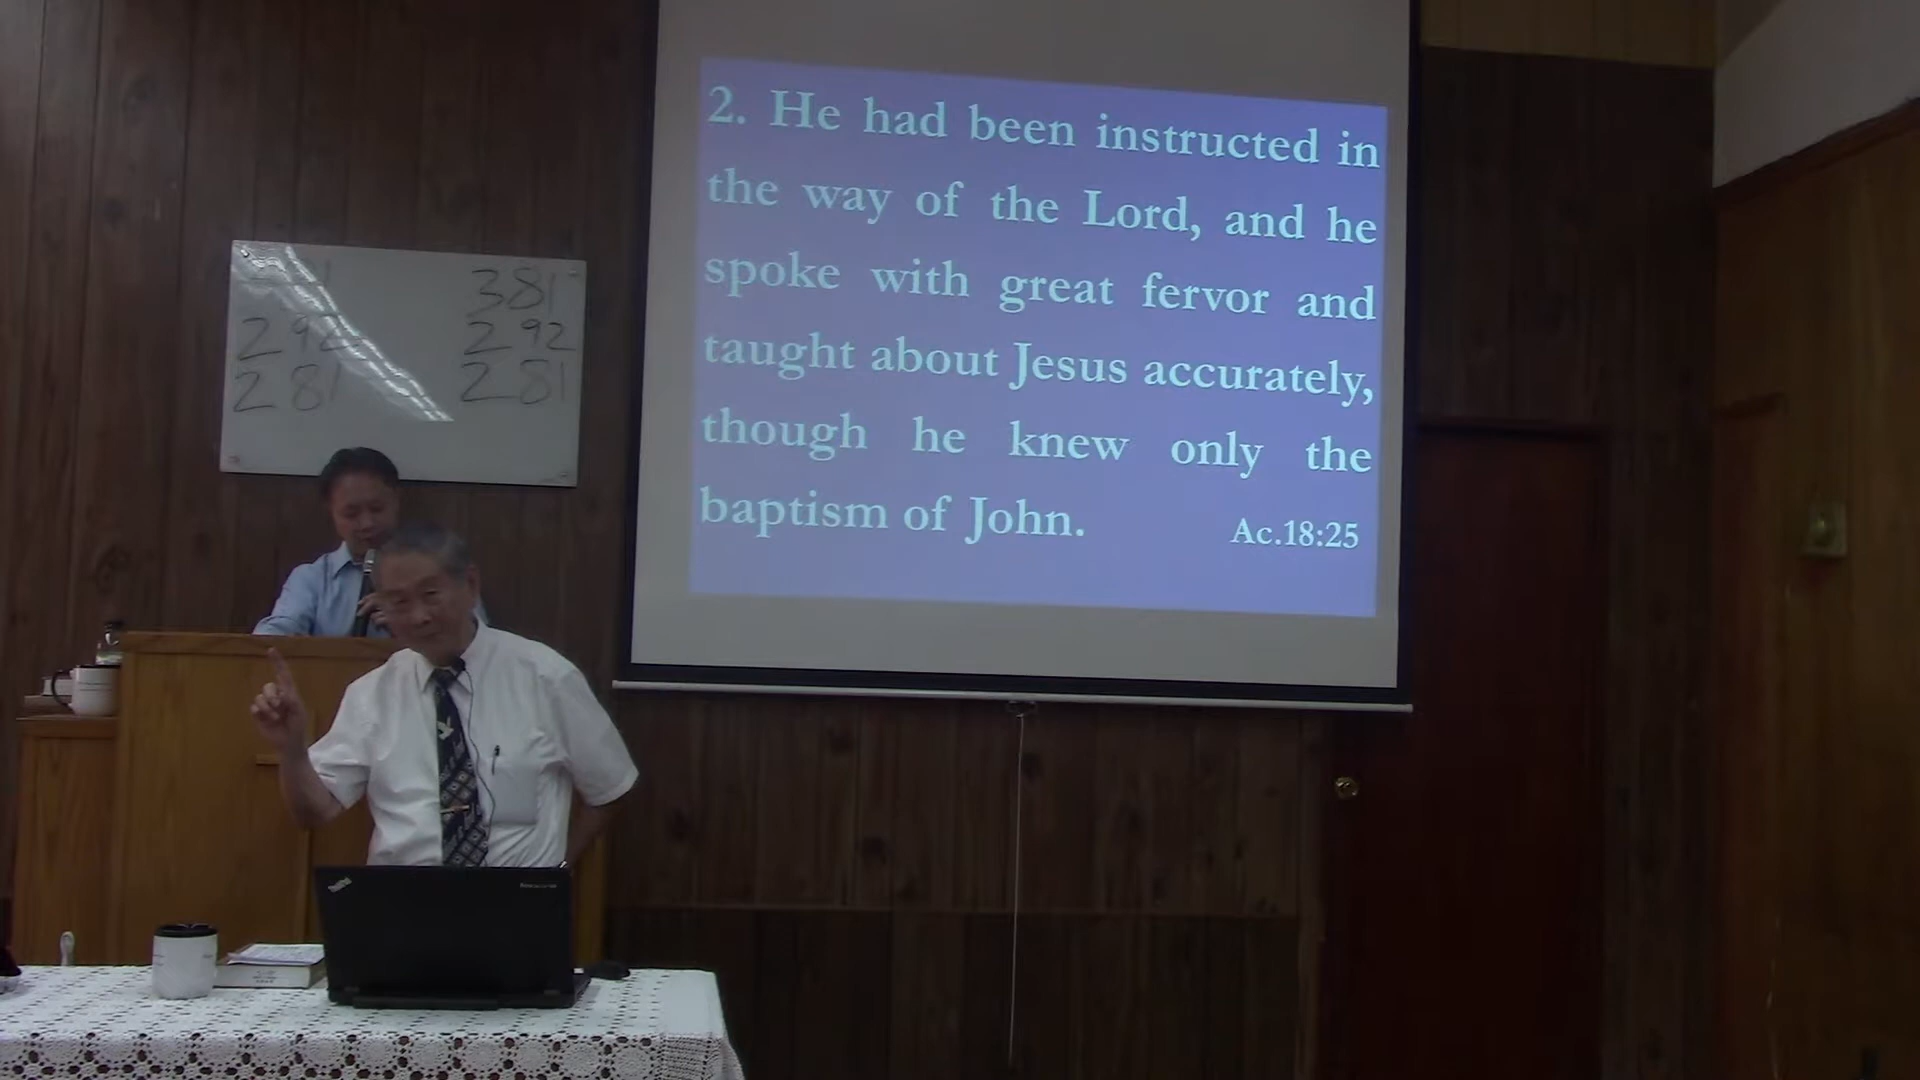 2. He had been instructed in
the way of the Lord, and he
spoke with great fervor and
taught about Jesus accurately,
though he knew only the
baptism of John.
Ac.18:25
381
292
292
281
281
ThinkPad